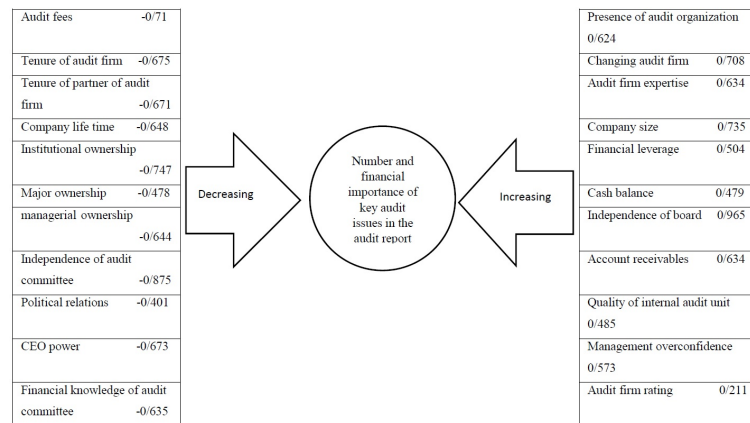 Audit fees -0/71
Tenure of audit firm -0/675
Tenure of partner of audit
firm -0/671
Company life time -0/648
Institutional ownership
-0/747
Major ownership -0/478
managerial ownership
-0/644
Independence of audit
committee -0/875
Political relations -0/401
CEO power -0/673
Financial knowledge of audit
committee -0/635
Decreasing
Number and
financial
importance of
key audit
issues in the
audit report
Increasing
Presence of audit organization
0/624
Changing audit firm 0/708
Audit firm expertise 0/634
Company size 0/735
Financial leverage 0/504
Cash balance 0/479
Independence of board 0/965
Account receivables 0/634
Quality of internal audit unit
0/485
Management overconfidence
0/573
Audit firm rating 0/211